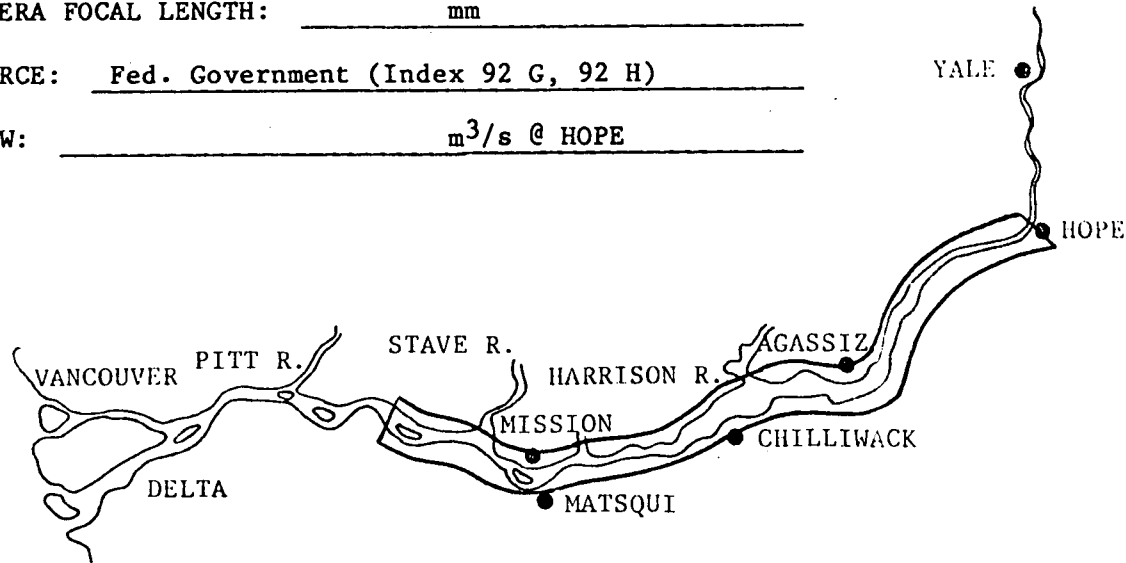 ERA FOCAL LENGTH: mm
RCE: Fed. Government (Index 92 G, 92 H)
W: m³/s @ HOPE
YALE
HOPE
STAVE R.
AGASSIZ
PITT R.
HARRISON R.
VANCOUVER
MISSION
CHILLIWACK
DELTA
MATSQUI